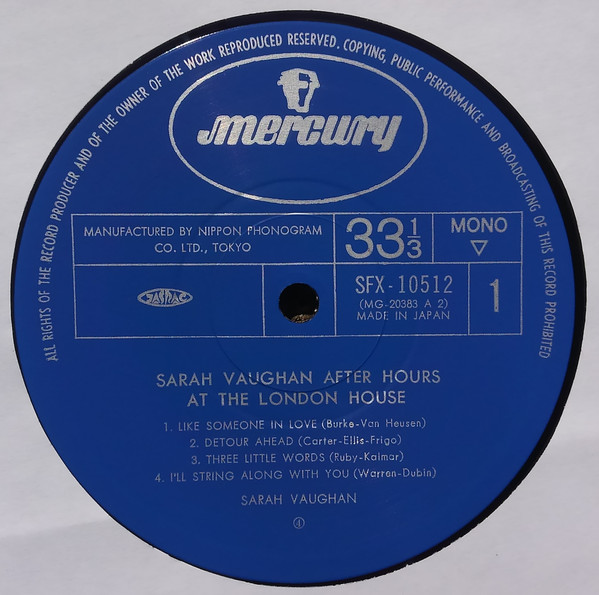 ALL RIGHTS OF THE RECORD PRODUCER AND OF THE OWNER OF THE WORK REPRODUCED RESERVED. COPYING, PUBLIC PERFORMANCE AND BROADCASTING OF THIS RECORD PROHIBITED
mercury
MANUFACTURED BY NIPPON PHONOGRAM
CO. LTD., TOKYO
33 1/3
MONO
▽
SFX-10512
(MG-20383 A 2)
MADE IN JAPAN
1
JASRAC
SARAH VAUGHAN AFTER HOURS
AT THE LONDON HOUSE
1. LIKE SOMEONE IN LOVE (Burke-Van Heusen)
2. DETOUR AHEAD (Carter-Ellis-Frigo)
3. THREE LITTLE WORDS (Ruby-Kalmar)
4. I'LL STRING ALONG WITH YOU (Warren-Dubin)
SARAH VAUGHAN
④